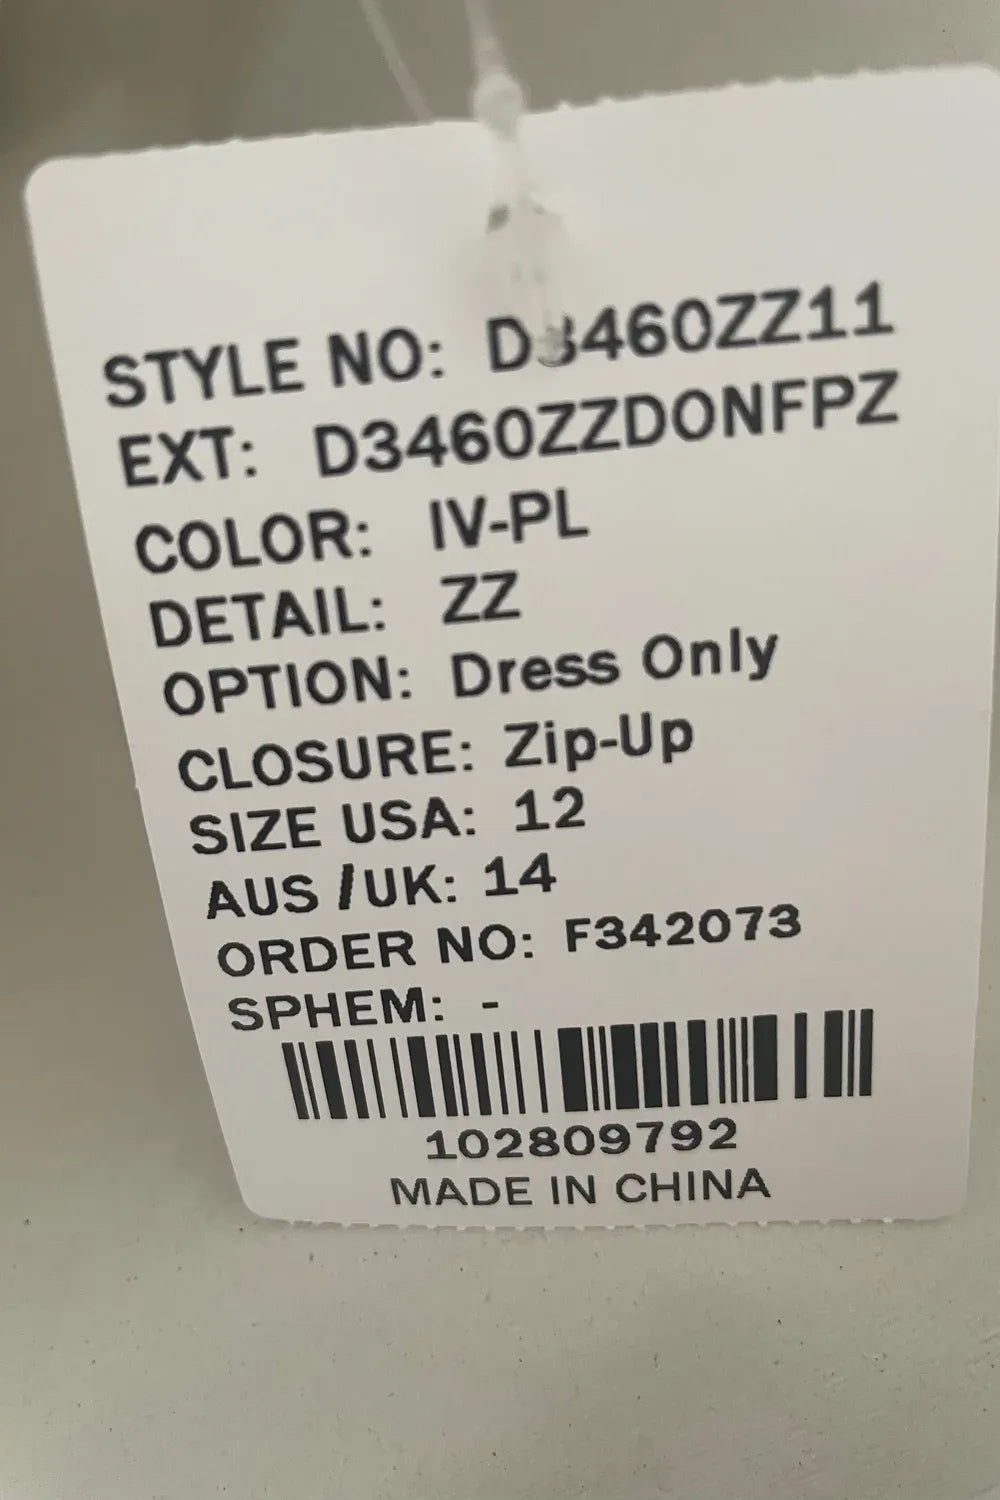 STYLE NO: D3460ZZ11
EXT: D3460ZZDONFPZ
COLOR: IV-PL
DETAIL: ZZ
OPTION: Dress Only
CLOSURE: Zip-Up
SIZE USA: 12
AUS /UK: 14
ORDER NO: F342073
SPHEM: -
102809792
MADE IN CHINA